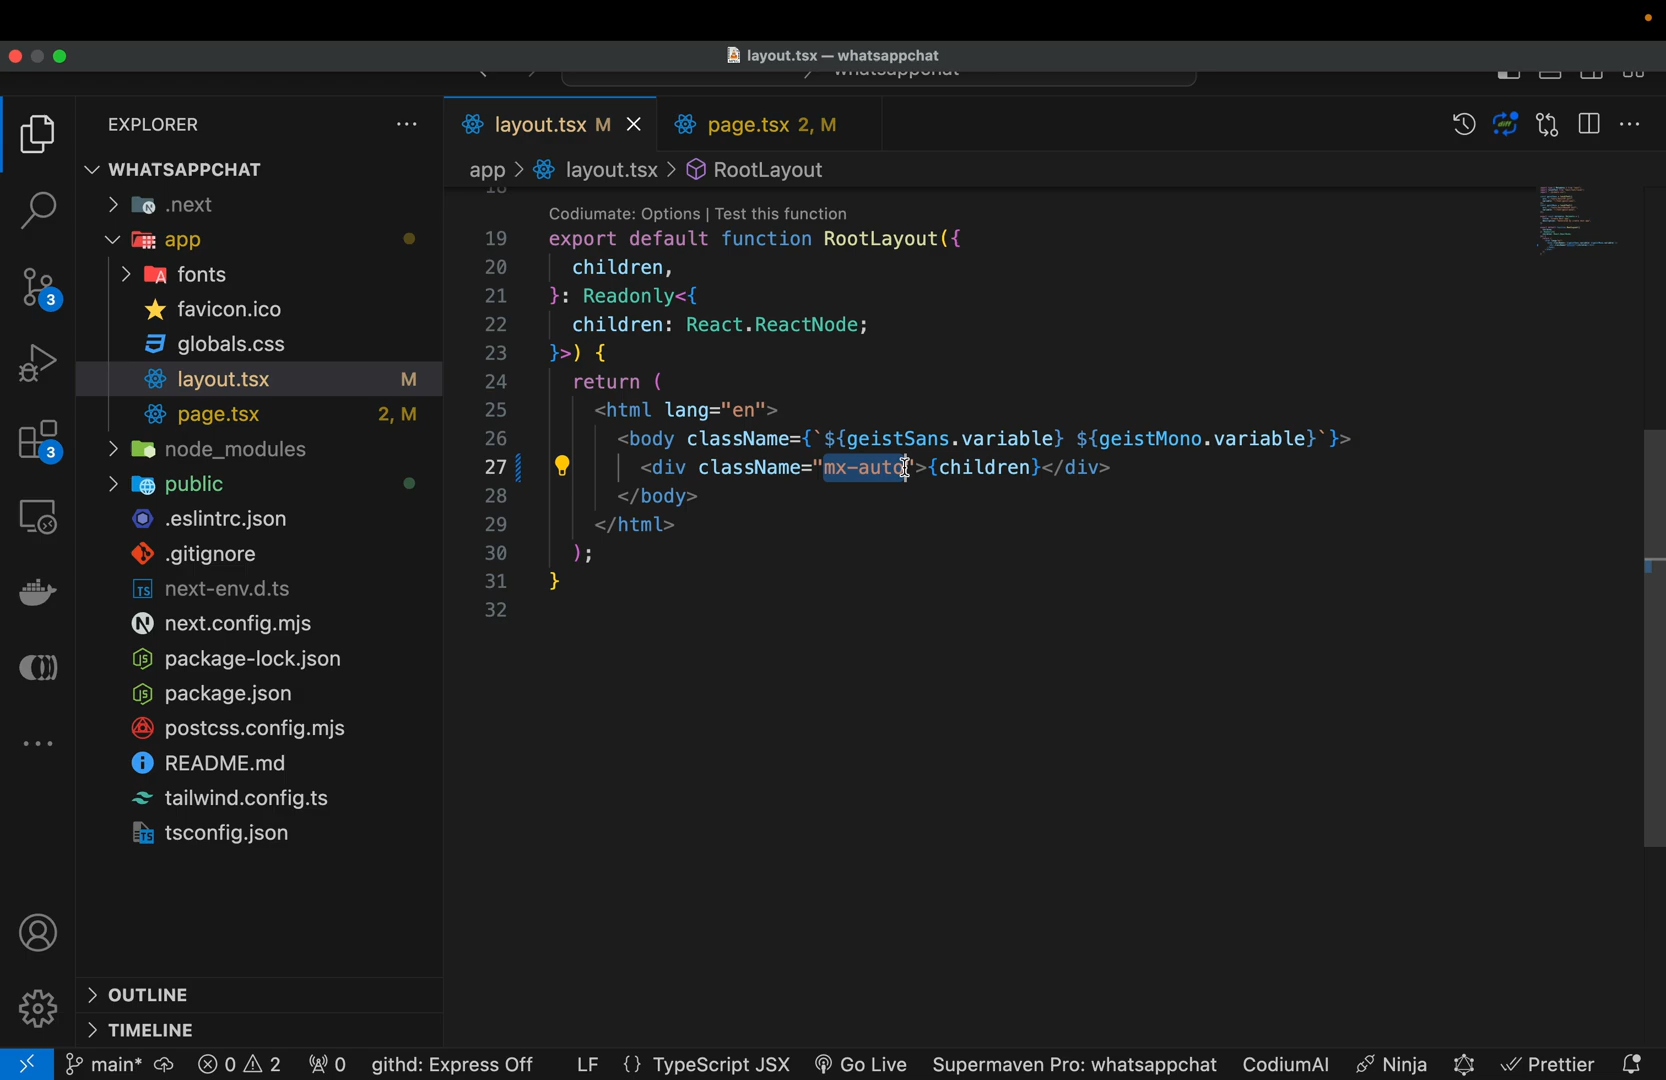 layout.tsx — whatsappchat
whatsappchat
EXPLORER
layout.tsx M
page.tsx 2, M
app > layout.tsx > RootLayout
WHATSAPPCHAT
.next
app
fonts
favicon.ico
globals.css
layout.tsx M
page.tsx 2, M
node_modules
public
.eslintrc.json
.gitignore
next-env.d.ts
next.config.mjs
package-lock.json
package.json
postcss.config.mjs
README.md
tailwind.config.ts
tsconfig.json
OUTLINE
TIMELINE
3
3
18
Codiumate: Options | Test this function
19 export default function RootLayout({
20 children,
21 }: Readonly<{
22 children: React.ReactNode;
23 }>) {
24 return (
25 <html lang="en">
26 <body className={`${geistSans.variable} ${geistMono.variable}`}>
27 <div className="mx-auto">{children}</div>
28 </body>
29 </html>
30 );
31 }
32
main* 0 2 0 githd: Express Off LF {} TypeScript JSX Go Live Supermaven Pro: whatsappchat CodiumAI Ninja Prettier